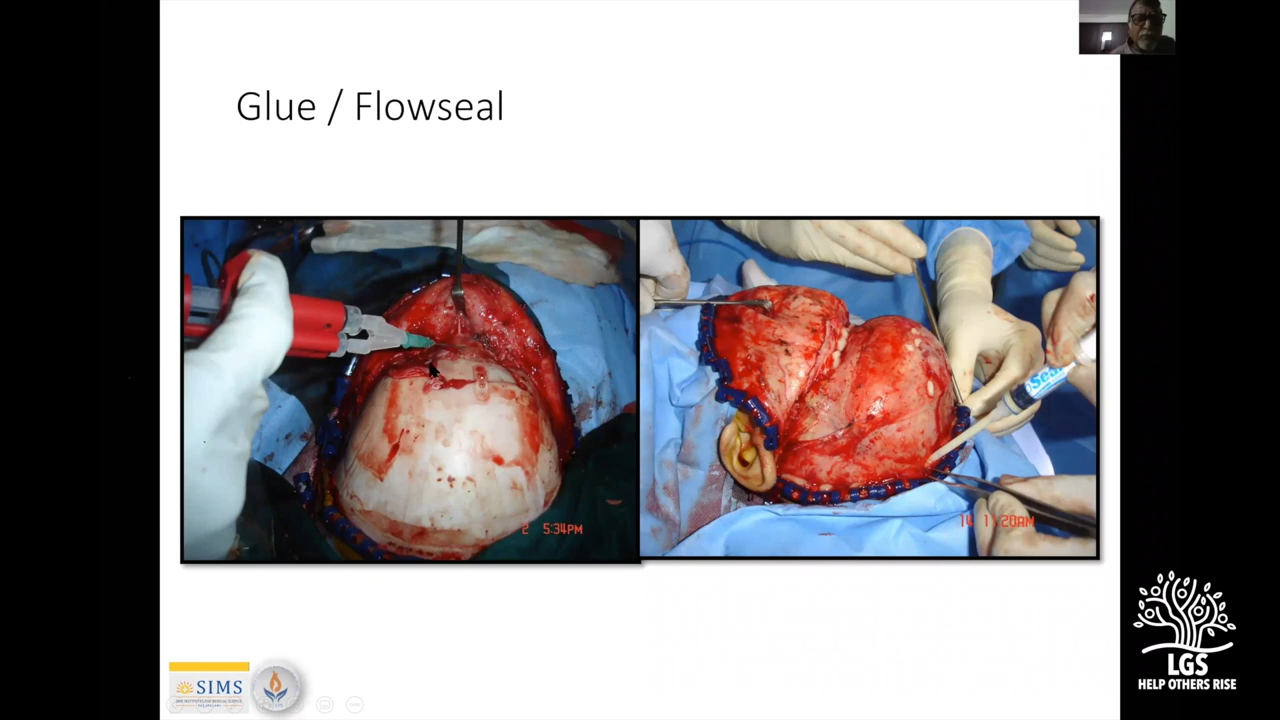 Glue / Flowseal
2 5:34PM
14 11:20AM
SIMS
LGS
HELP OTHERS RISE